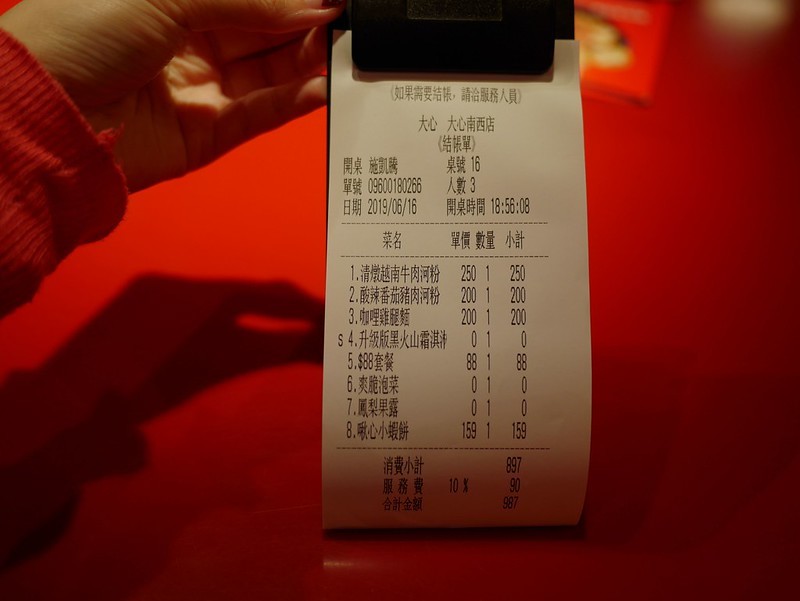 《如果需要結帳，請洽服務人員》
大心 大心南西店
《結帳單》
開桌 施凱騰 桌號 16
單號 09600180266 人數 3
日期 2019/06/16 開桌時間 18:56:08
菜名 單價 數量 小計
1.清燉越南牛肉河粉 250 1 250
2.酸辣番茄豬肉河粉 200 1 200
3.咖哩雞腿麵 200 1 200
s 4.升級版黑火山霜淇淋 0 1 0
5.$88套餐 88 1 88
6.爽脆泡菜 0 1 0
7.鳳梨果露 0 1 0
8.啾心小蝦餅 159 1 159
消費小計 897
服務費 10 % 90
合計金額 987